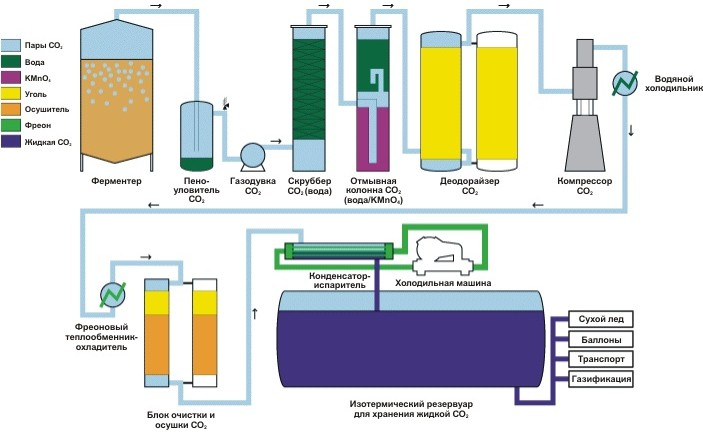 Пары CO₂
Вода
KMnO₄
Уголь
Осушитель
Фреон
Жидкая CO₂
Ферментер
Пено-
уловитель
CO₂
Газодувка
CO₂
Скруббер
CO₂ (вода)
Отмывная
колонна CO₂
(вода/KMnO₄)
Деодорайзер
CO₂
Компрессор
CO₂
Водяной
холодильник
Фреоновый
теплообменник-
охладитель
Блок очистки и
осушки CO₂
Конденсатор-
испаритель
Холодильная машина
Изотермический резервуар
для хранения жидкой CO₂
Сухой лед
Баллоны
Транспорт
Газификация